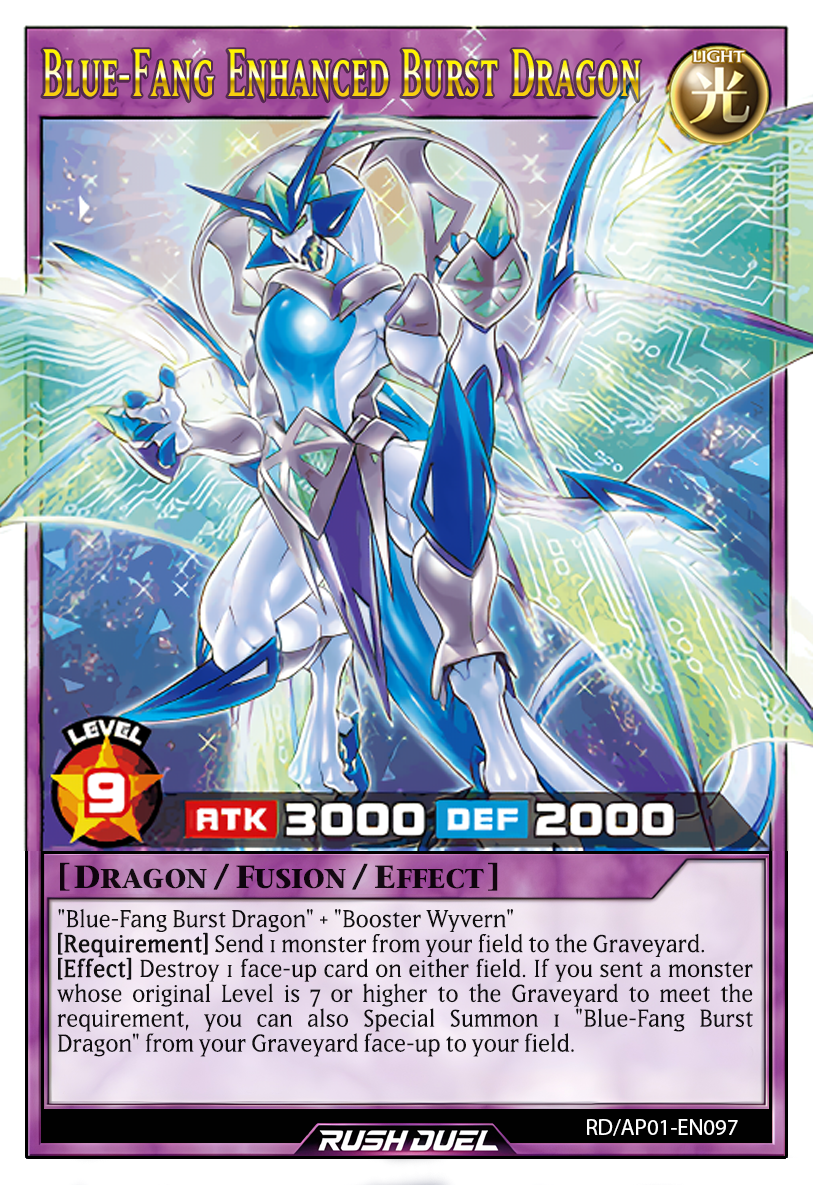 BLUE-FANG ENHANCED BURST DRAGON
LIGHT
光
LEVEL
9
ATK 3000 DEF 2000
[DRAGON / FUSION / EFFECT]
"Blue-Fang Burst Dragon" + "Booster Wyvern"
[Requirement] Send 1 monster from your field to the Graveyard.
[Effect] Destroy 1 face-up card on either field. If you sent a monster
whose original Level is 7 or higher to the Graveyard to meet the
requirement, you can also Special Summon 1 "Blue-Fang Burst
Dragon" from your Graveyard face-up to your field.
RD/AP01-EN097
RUSH DUEL